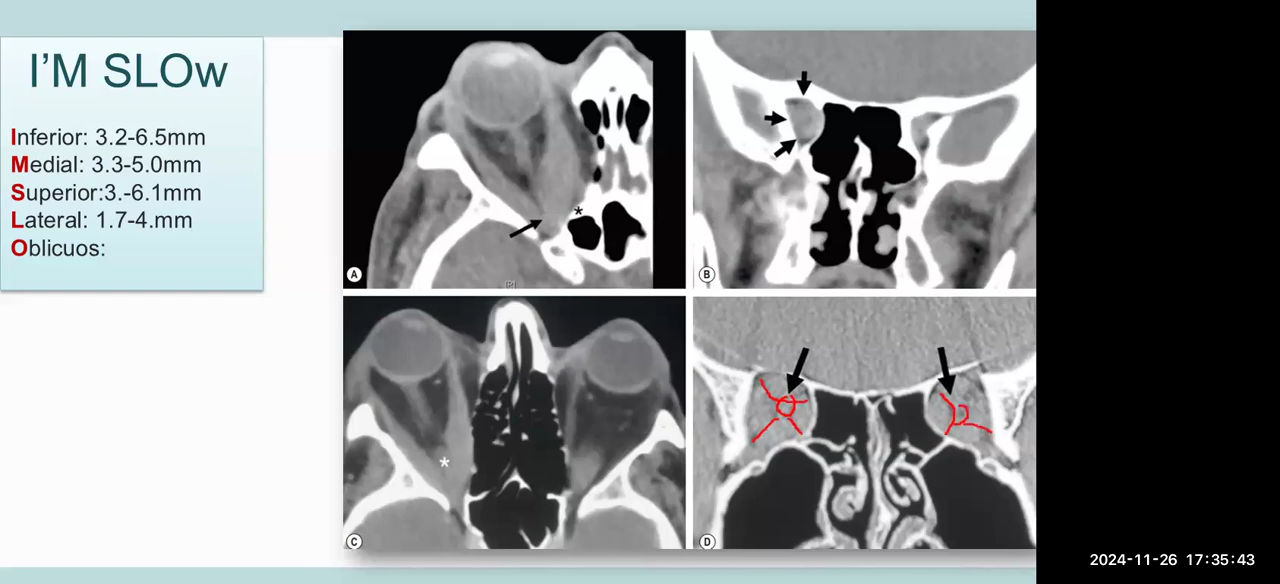 I'M SLOw
Inferior: 3.2-6.5mm
Medial: 3.3-5.0mm
Superior:3.-6.1mm
Lateral: 1.7-4.mm
Oblicuos:
*
A
B
*
C
D
2024-11-26 17:35:43